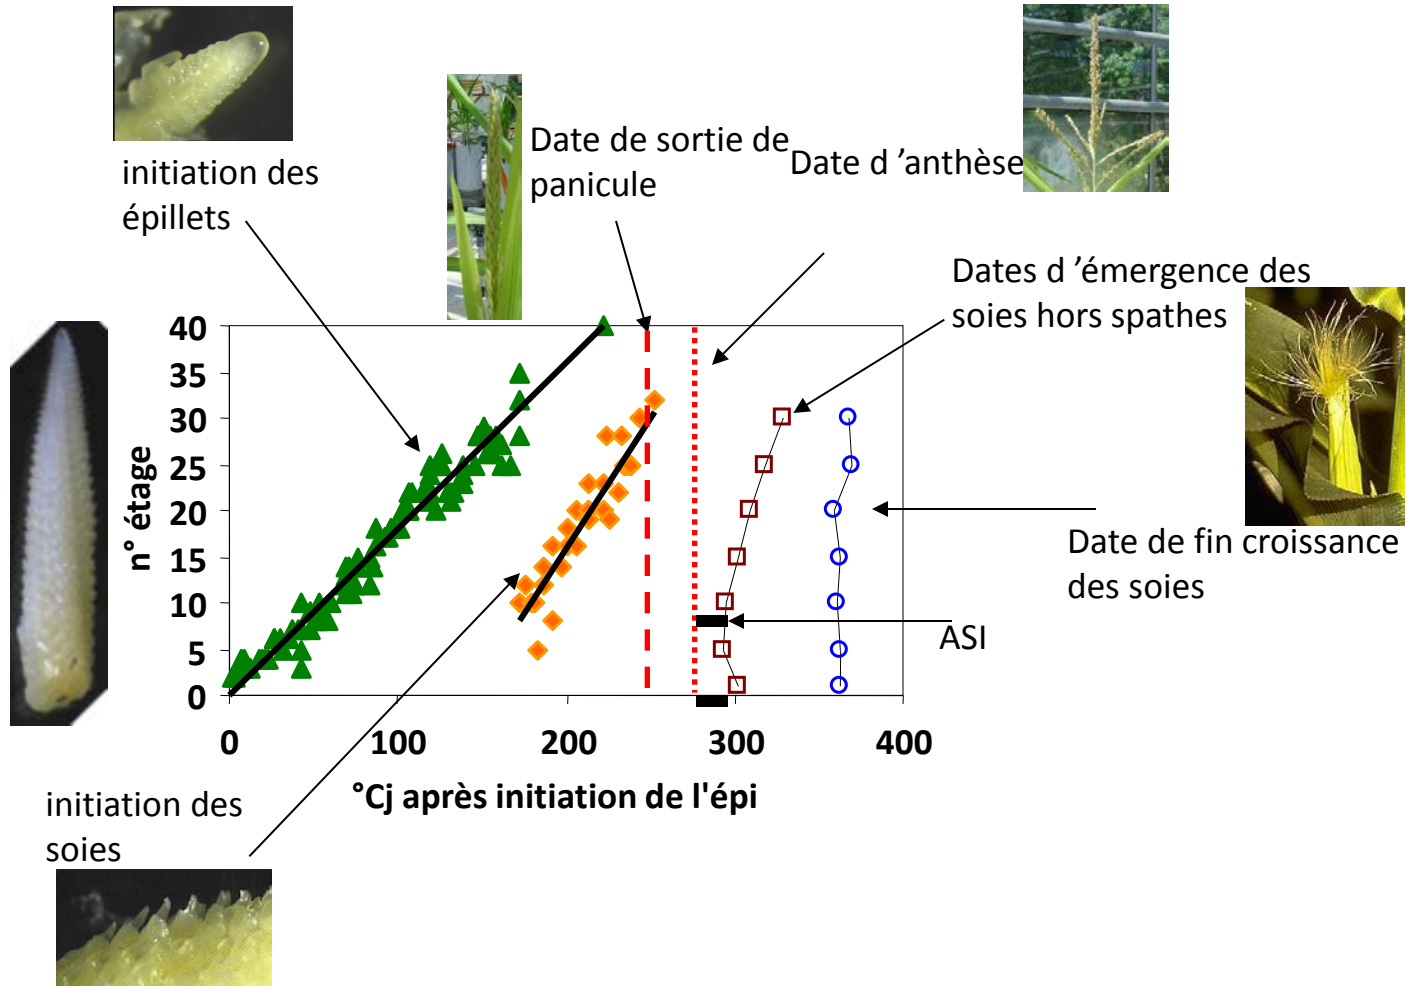 initiation des
épillets
Date de sortie de
panicule
Date d ’anthèse
Dates d ’émergence des
soies hors spathes
n° étage
40
35
30
25
20
15
10
5
0
Date de fin croissance
des soies
ASI
0 100 200 300 400
°Cj après initiation de l'épi
initiation des
soies